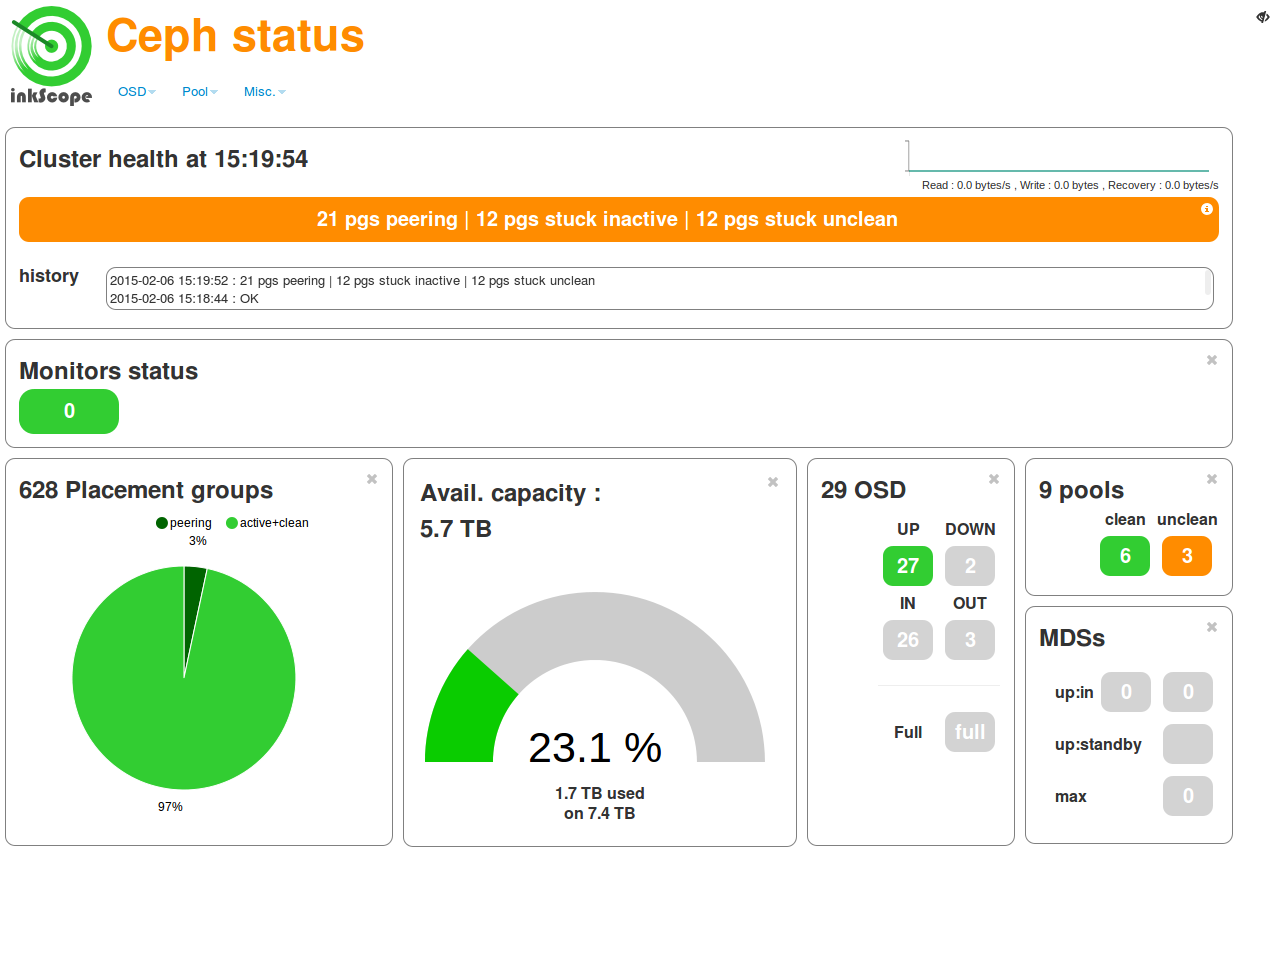 Ceph status
inkScope
OSD Pool Misc.
Cluster health at 15:19:54
Read : 0.0 bytes/s , Write : 0.0 bytes , Recovery : 0.0 bytes/s
21 pgs peering | 12 pgs stuck inactive | 12 pgs stuck unclean
history
2015-02-06 15:19:52 : 21 pgs peering | 12 pgs stuck inactive | 12 pgs stuck unclean
2015-02-06 15:18:44 : OK
Monitors status
0
628 Placement groups
peering active+clean
3%
97%
Avail. capacity :
5.7 TB
23.1 %
1.7 TB used
on 7.4 TB
29 OSD
UP DOWN
27 2
IN OUT
26 3
Full full
9 pools
clean unclean
6 3
MDSs
up:in 0 0
up:standby
max 0